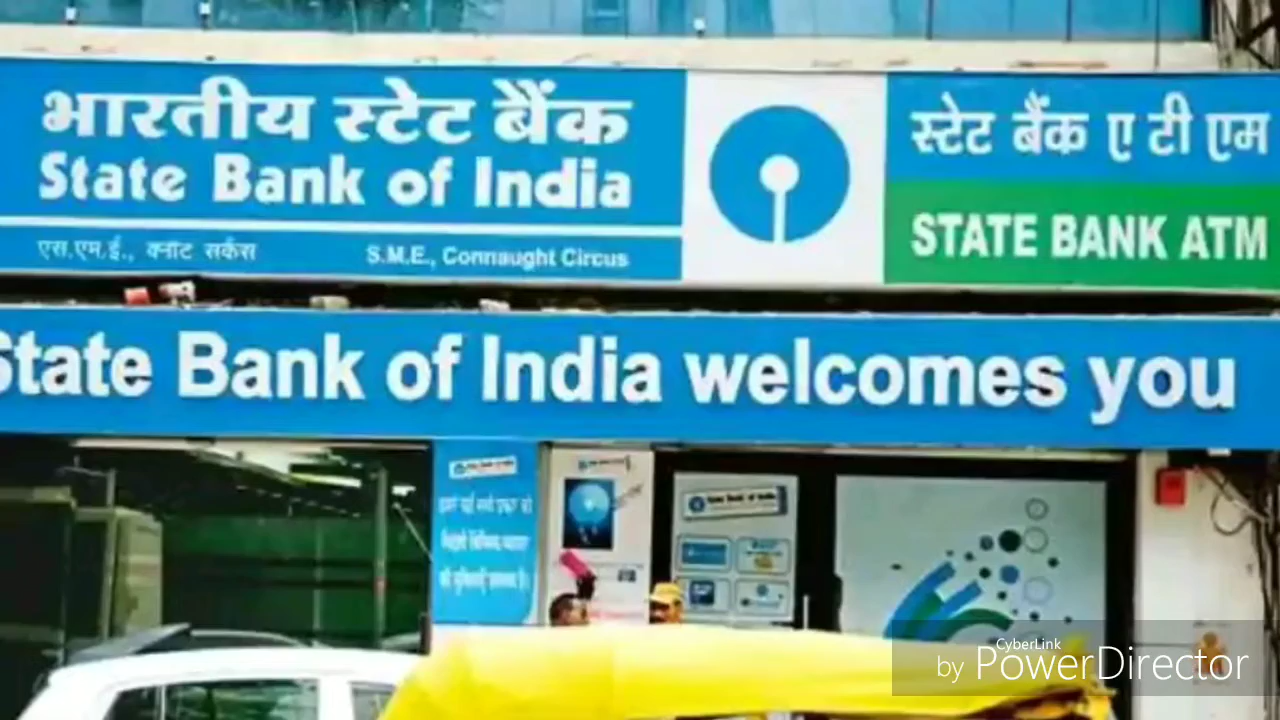 भारतीय स्टेट बैंक
State Bank of India
एस.एम.ई., क्नॉट सर्कस
S.M.E., Connaught Circus
स्टेट बैंक ए टी एम
STATE BANK ATM
State Bank of India welcomes you
State Bank of India
CyberLink
by PowerDirector